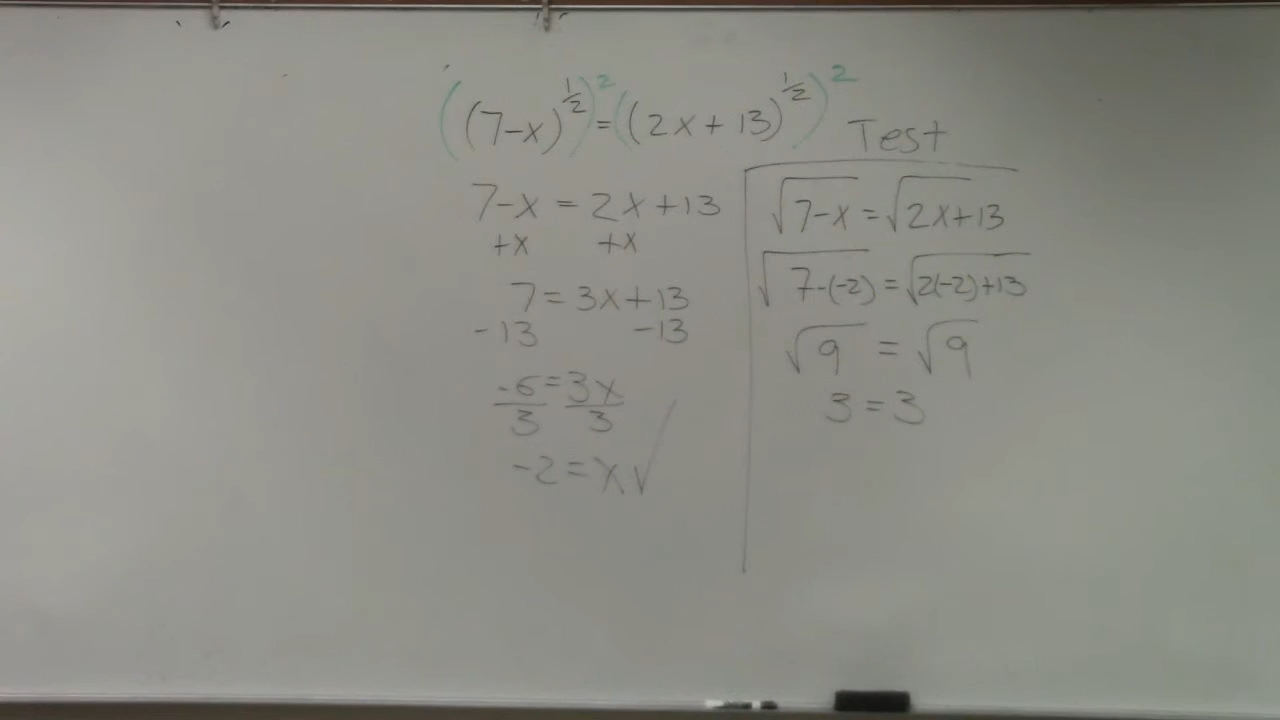 ((7-x)^½)² = ((2x+13)^½)²
7-x = 2x+13
+x +x
7 = 3x+13
-13 -13
-6 = 3x
3 3
-2 = x √
Test
√7-x = √2x+13
√7-(-2) = √2(-2)+13
√9 = √9
3 = 3